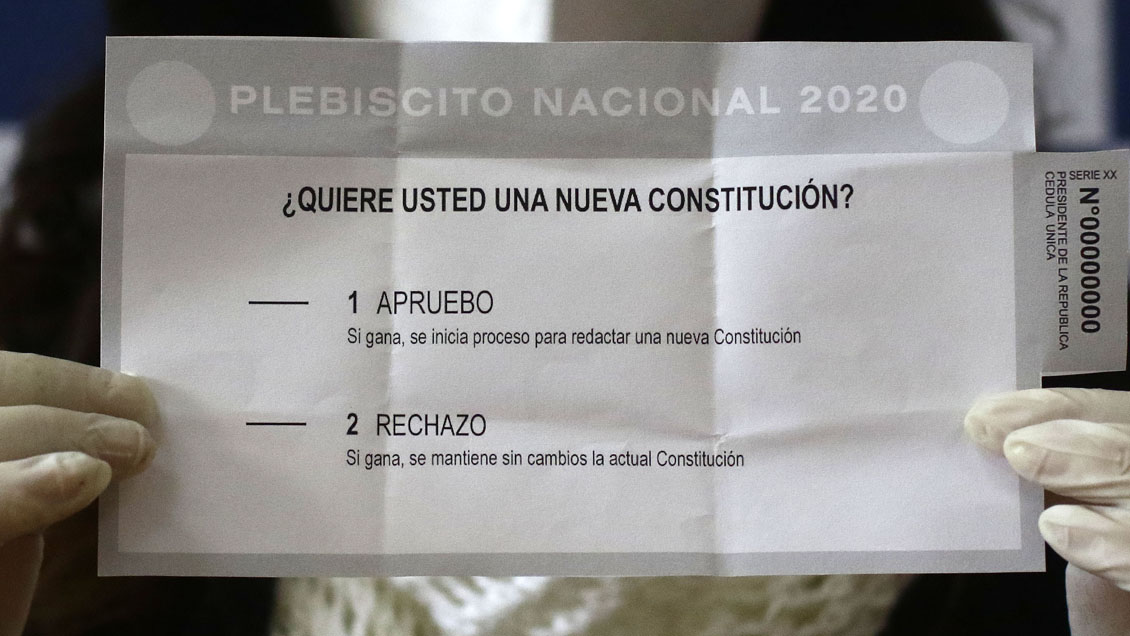 PLEBISCITO NACIONAL 2020
¿QUIERE USTED UNA NUEVA CONSTITUCIÓN?
1 APRUEBO
Si gana, se inicia proceso para redactar una nueva Constitución
2 RECHAZO
Si gana, se mantiene sin cambios la actual Constitución
SERIE XX
N°00000000
PRESIDENTE DE LA REPUBLICA
CEDULA UNICA